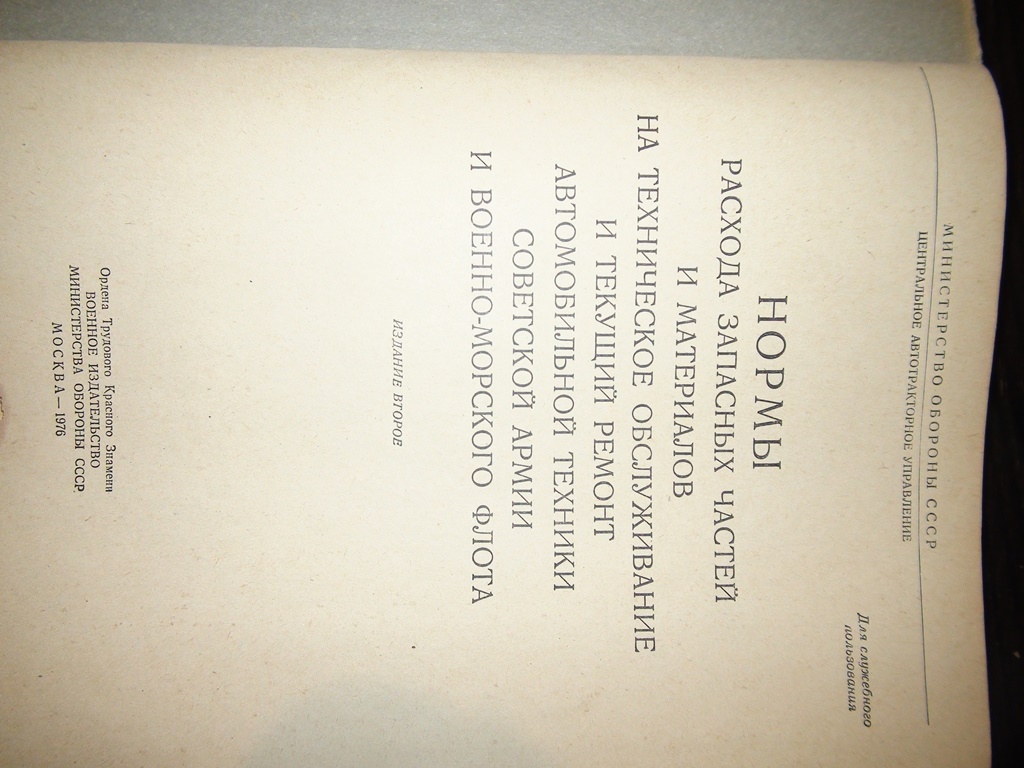 МИНИСТЕРСТВО ОБОРОНЫ СССР
ЦЕНТРАЛЬНОЕ АВТОТРАКТОРНОЕ УПРАВЛЕНИЕ
Для служебного
пользования
НОРМЫ
РАСХОДА ЗАПАСНЫХ ЧАСТЕЙ
И МАТЕРИАЛОВ
НА ТЕХНИЧЕСКОЕ ОБСЛУЖИВАНИЕ
И ТЕКУЩИЙ РЕМОНТ
АВТОМОБИЛЬНОЙ ТЕХНИКИ
СОВЕТСКОЙ АРМИИ
И ВОЕННО-МОРСКОГО ФЛОТА
ИЗДАНИЕ ВТОРОЕ
Ордена Трудового Красного Знамени
ВОЕННОЕ ИЗДАТЕЛЬСТВО
МИНИСТЕРСТВА ОБОРОНЫ СССР
МОСКВА — 1976